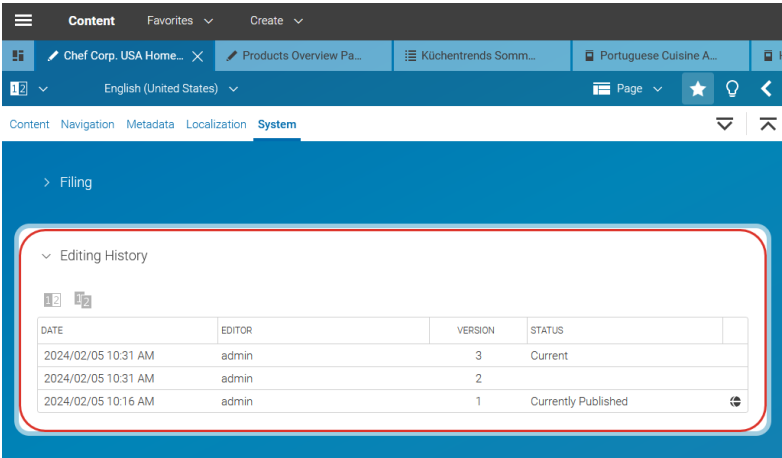 Content Favorites Create
Chef Corp. USA Home... Products Overview Pa... Küchentrends Somm... Portuguese Cuisine A...
12 English (United States) Page
Content Navigation Metadata Localization System
Filing
Editing History
12 12
DATE EDITOR VERSION STATUS
2024/02/05 10:31 AM admin 3 Current
2024/02/05 10:31 AM admin 2
2024/02/05 10:16 AM admin 1 Currently Published